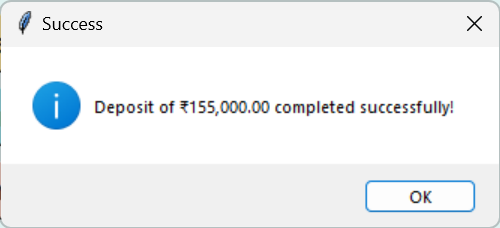 Success
Deposit of ₹155,000.00 completed successfully!
OK